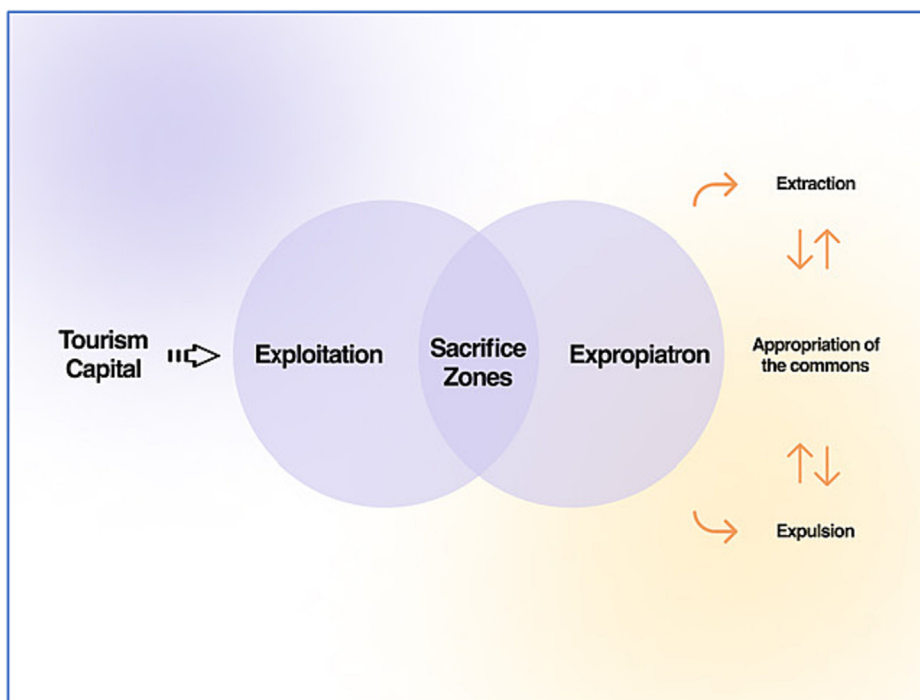 Tourism
Capital
Exploitation
Sacrifice
Zones
Expropiatron
Extraction
Appropriation of
the commons
Expulsion